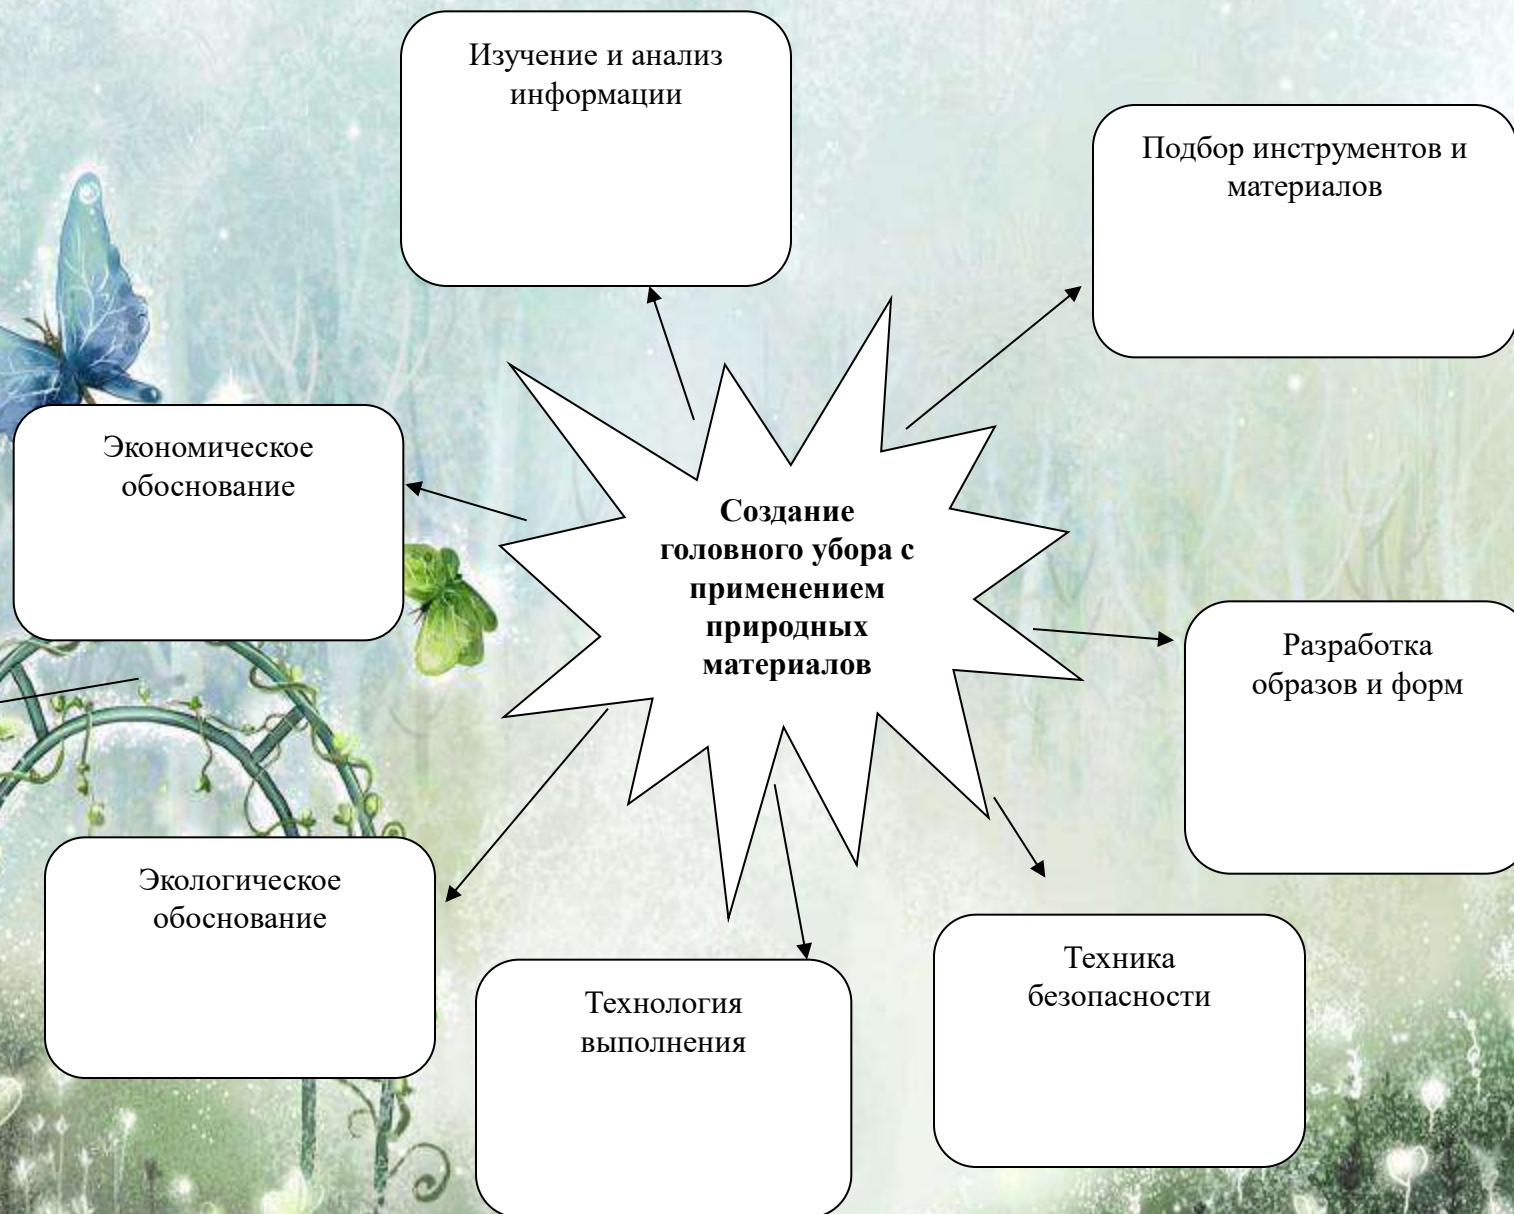 Изучение и анализ
информации
Подбор инструментов и
материалов
Экономическое
обоснование
Создание
головного убора с
применением
природных
материалов
Разработка
образов и форм
Экологическое
обоснование
Технология
выполнения
Техника
безопасности